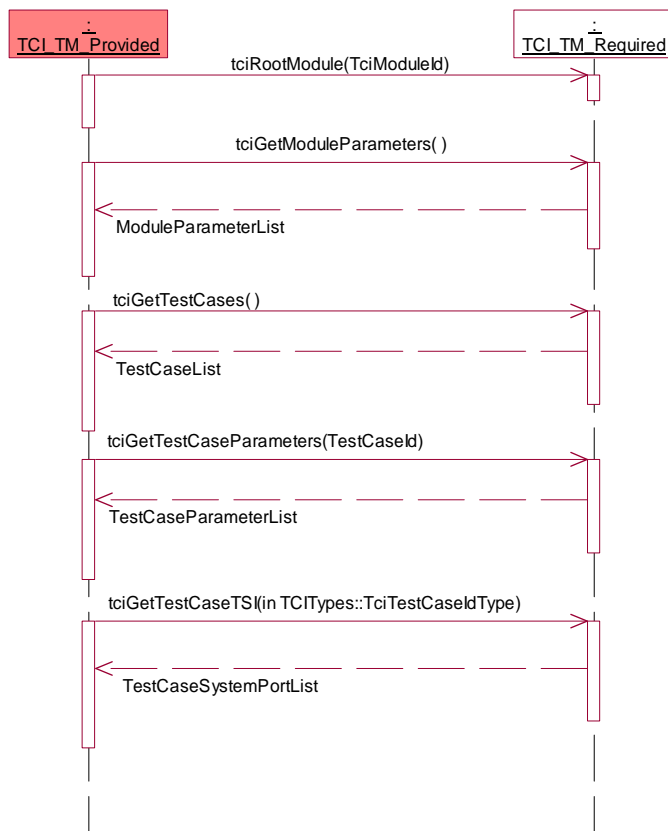 :
TCI_TM_Provided
:
TCI_TM_Required
tciRootModule(TciModuleId)
tciGetModuleParameters( )
ModuleParameterList
tciGetTestCases( )
TestCaseList
tciGetTestCaseParameters(TestCaseId)
TestCaseParameterList
tciGetTestCaseTSI(in TCITypes::TciTestCaseIdType)
TestCaseSystemPortList